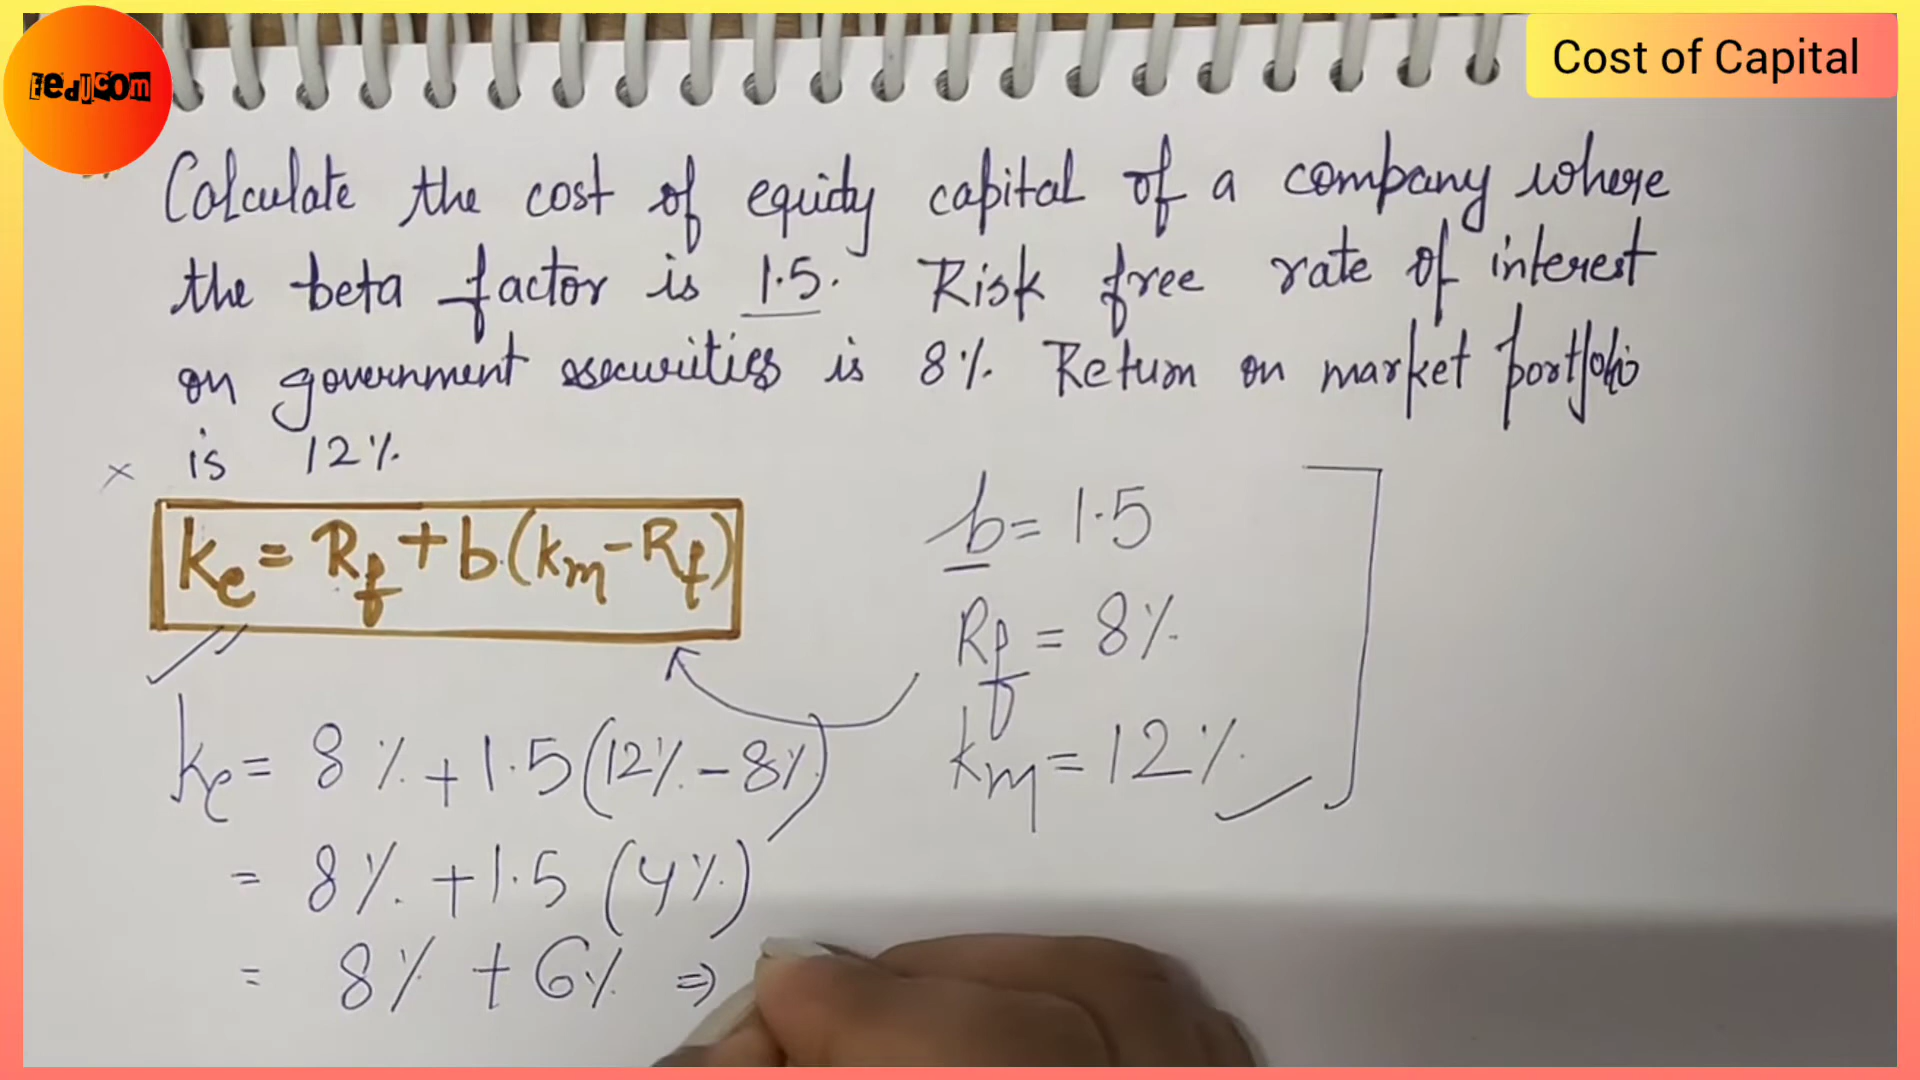 EeduCom
Cost of Capital
Calculate the cost of equity capital of a company where
the beta factor is 1.5. Risk free rate of interest
on government securities is 8% Return on market portfolio
is 12%
ke = Rf + b(km - Rf)
b = 1.5
Rf = 8%
km = 12%
ke = 8% + 1.5(12% - 8%)
= 8% + 1.5 (4%)
= 8% + 6% ⇒